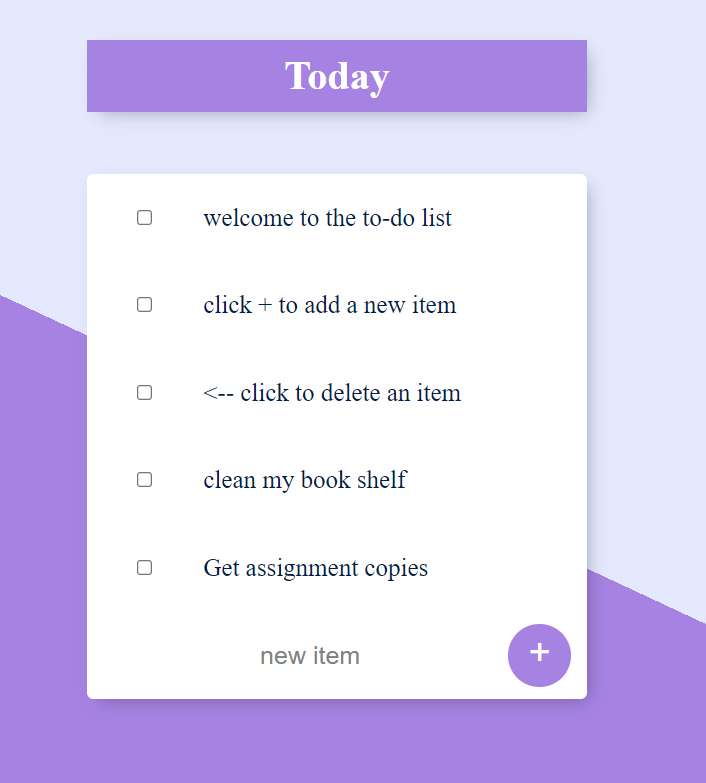 Today
welcome to the to-do list
click + to add a new item
<-- click to delete an item
clean my book shelf
Get assignment copies
new item +